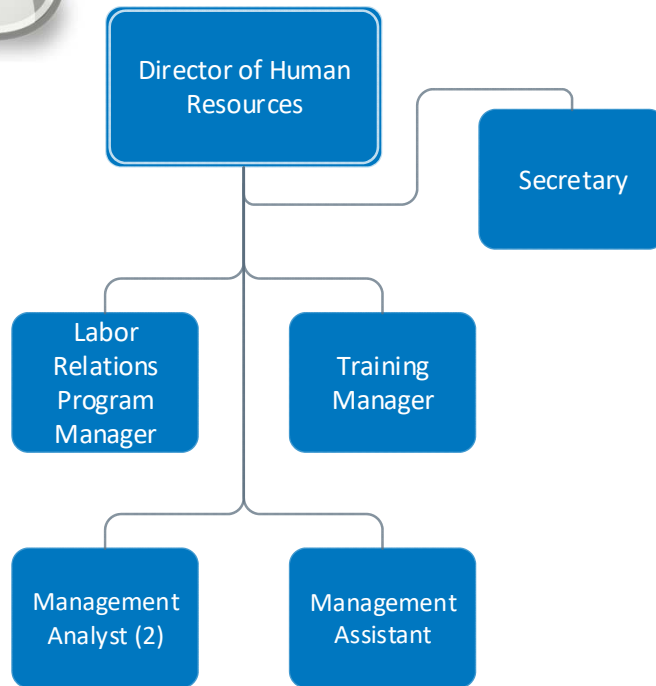 Director of Human
Resources
Secretary
Labor
Relations
Program
Manager
Training
Manager
Management
Analyst (2)
Management
Assistant